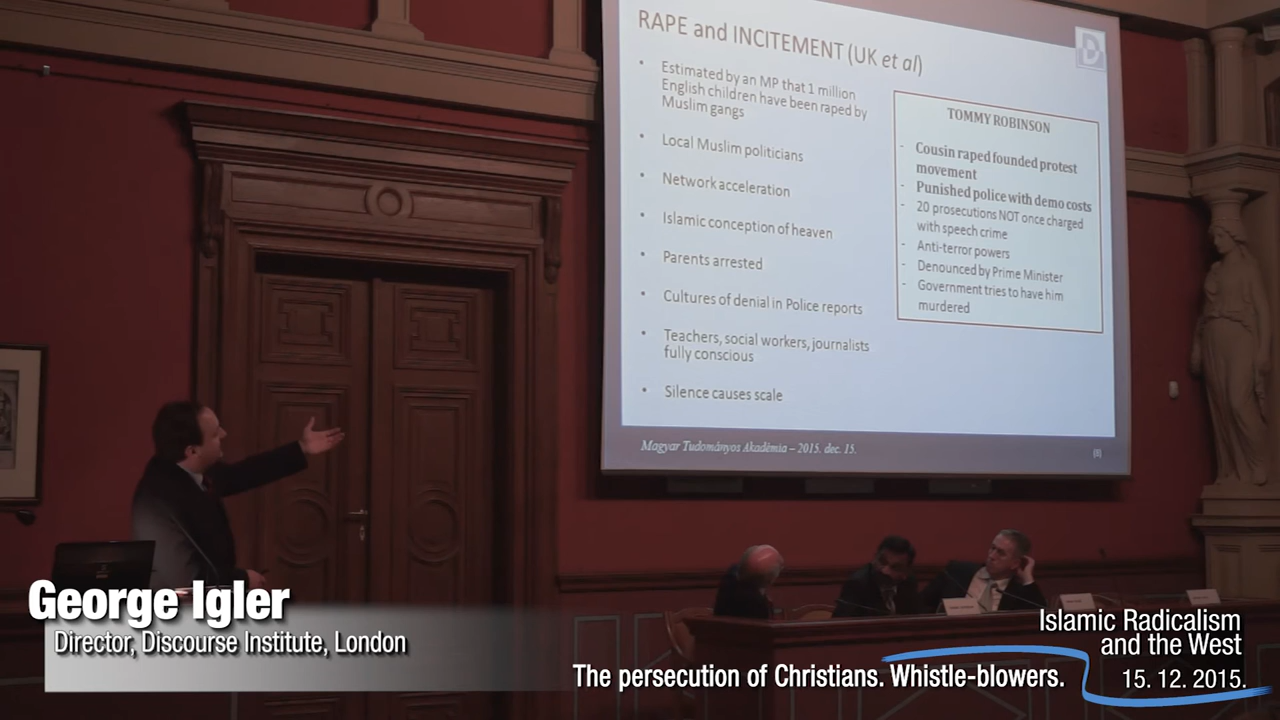 RAPE and INCITEMENT (UK et al)
• Estimated by an MP that 1 million
English children have been raped by
Muslim gangs
• Local Muslim politicians
• Network acceleration
• Islamic conception of heaven
• Parents arrested
• Cultures of denial in Police reports
• Teachers, social workers, journalists
fully conscious
• Silence causes scale
TOMMY ROBINSON
- Cousin raped founded protest
movement
- Punished police with demo costs
- 20 prosecutions NOT once charged
with speech crime
- Anti-terror powers
- Denounced by Prime Minister
- Government tries to have him
murdered
Magyar Tudományos Akadémia – 2015. dec. 15.
George Igler
Director, Discourse Institute, London
Islamic Radicalism
and the West
The persecution of Christians. Whistle-blowers.
15. 12. 2015.